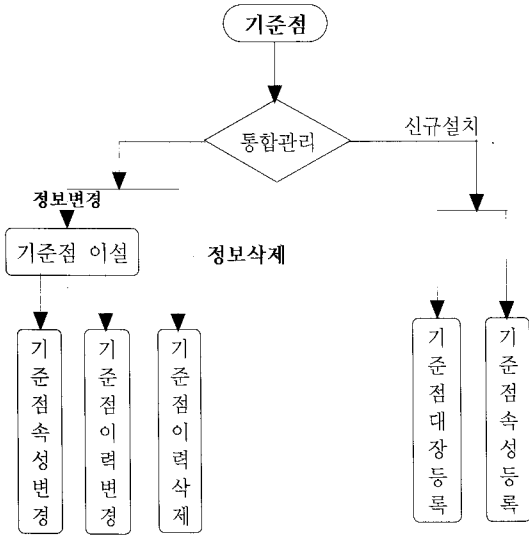 기준점
신규설치
통합관리
정보변경
기준점 이설
정보삭제
기준점속성변경
기준점이력변경
기준점이력삭제
기준점대장등록
기준점속성등록